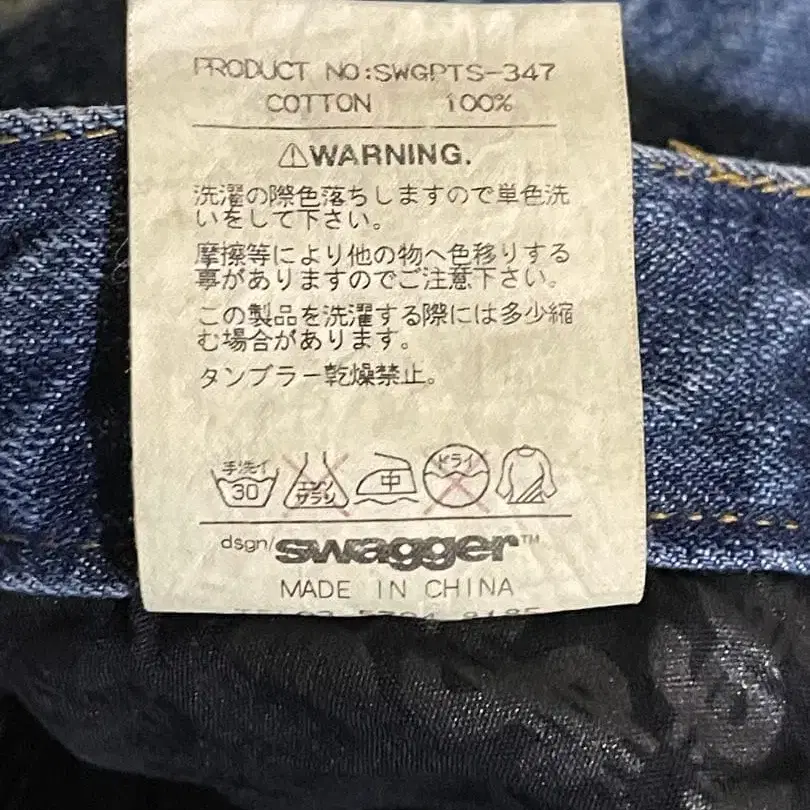 PRODUCT NO:SWGPTS-347
COTTON 100%
⚠WARNING.
洗濯の際色落ちしますので単色洗
いをして下さい。
摩擦等により他の物へ色移りする
事がありますのでご注意下さい。
この製品を洗濯する際には多少縮
む場合があります。
タンブラー乾燥禁止。
手洗イ 中 ドライ
30
dsgn/swagger™
MADE IN CHINA